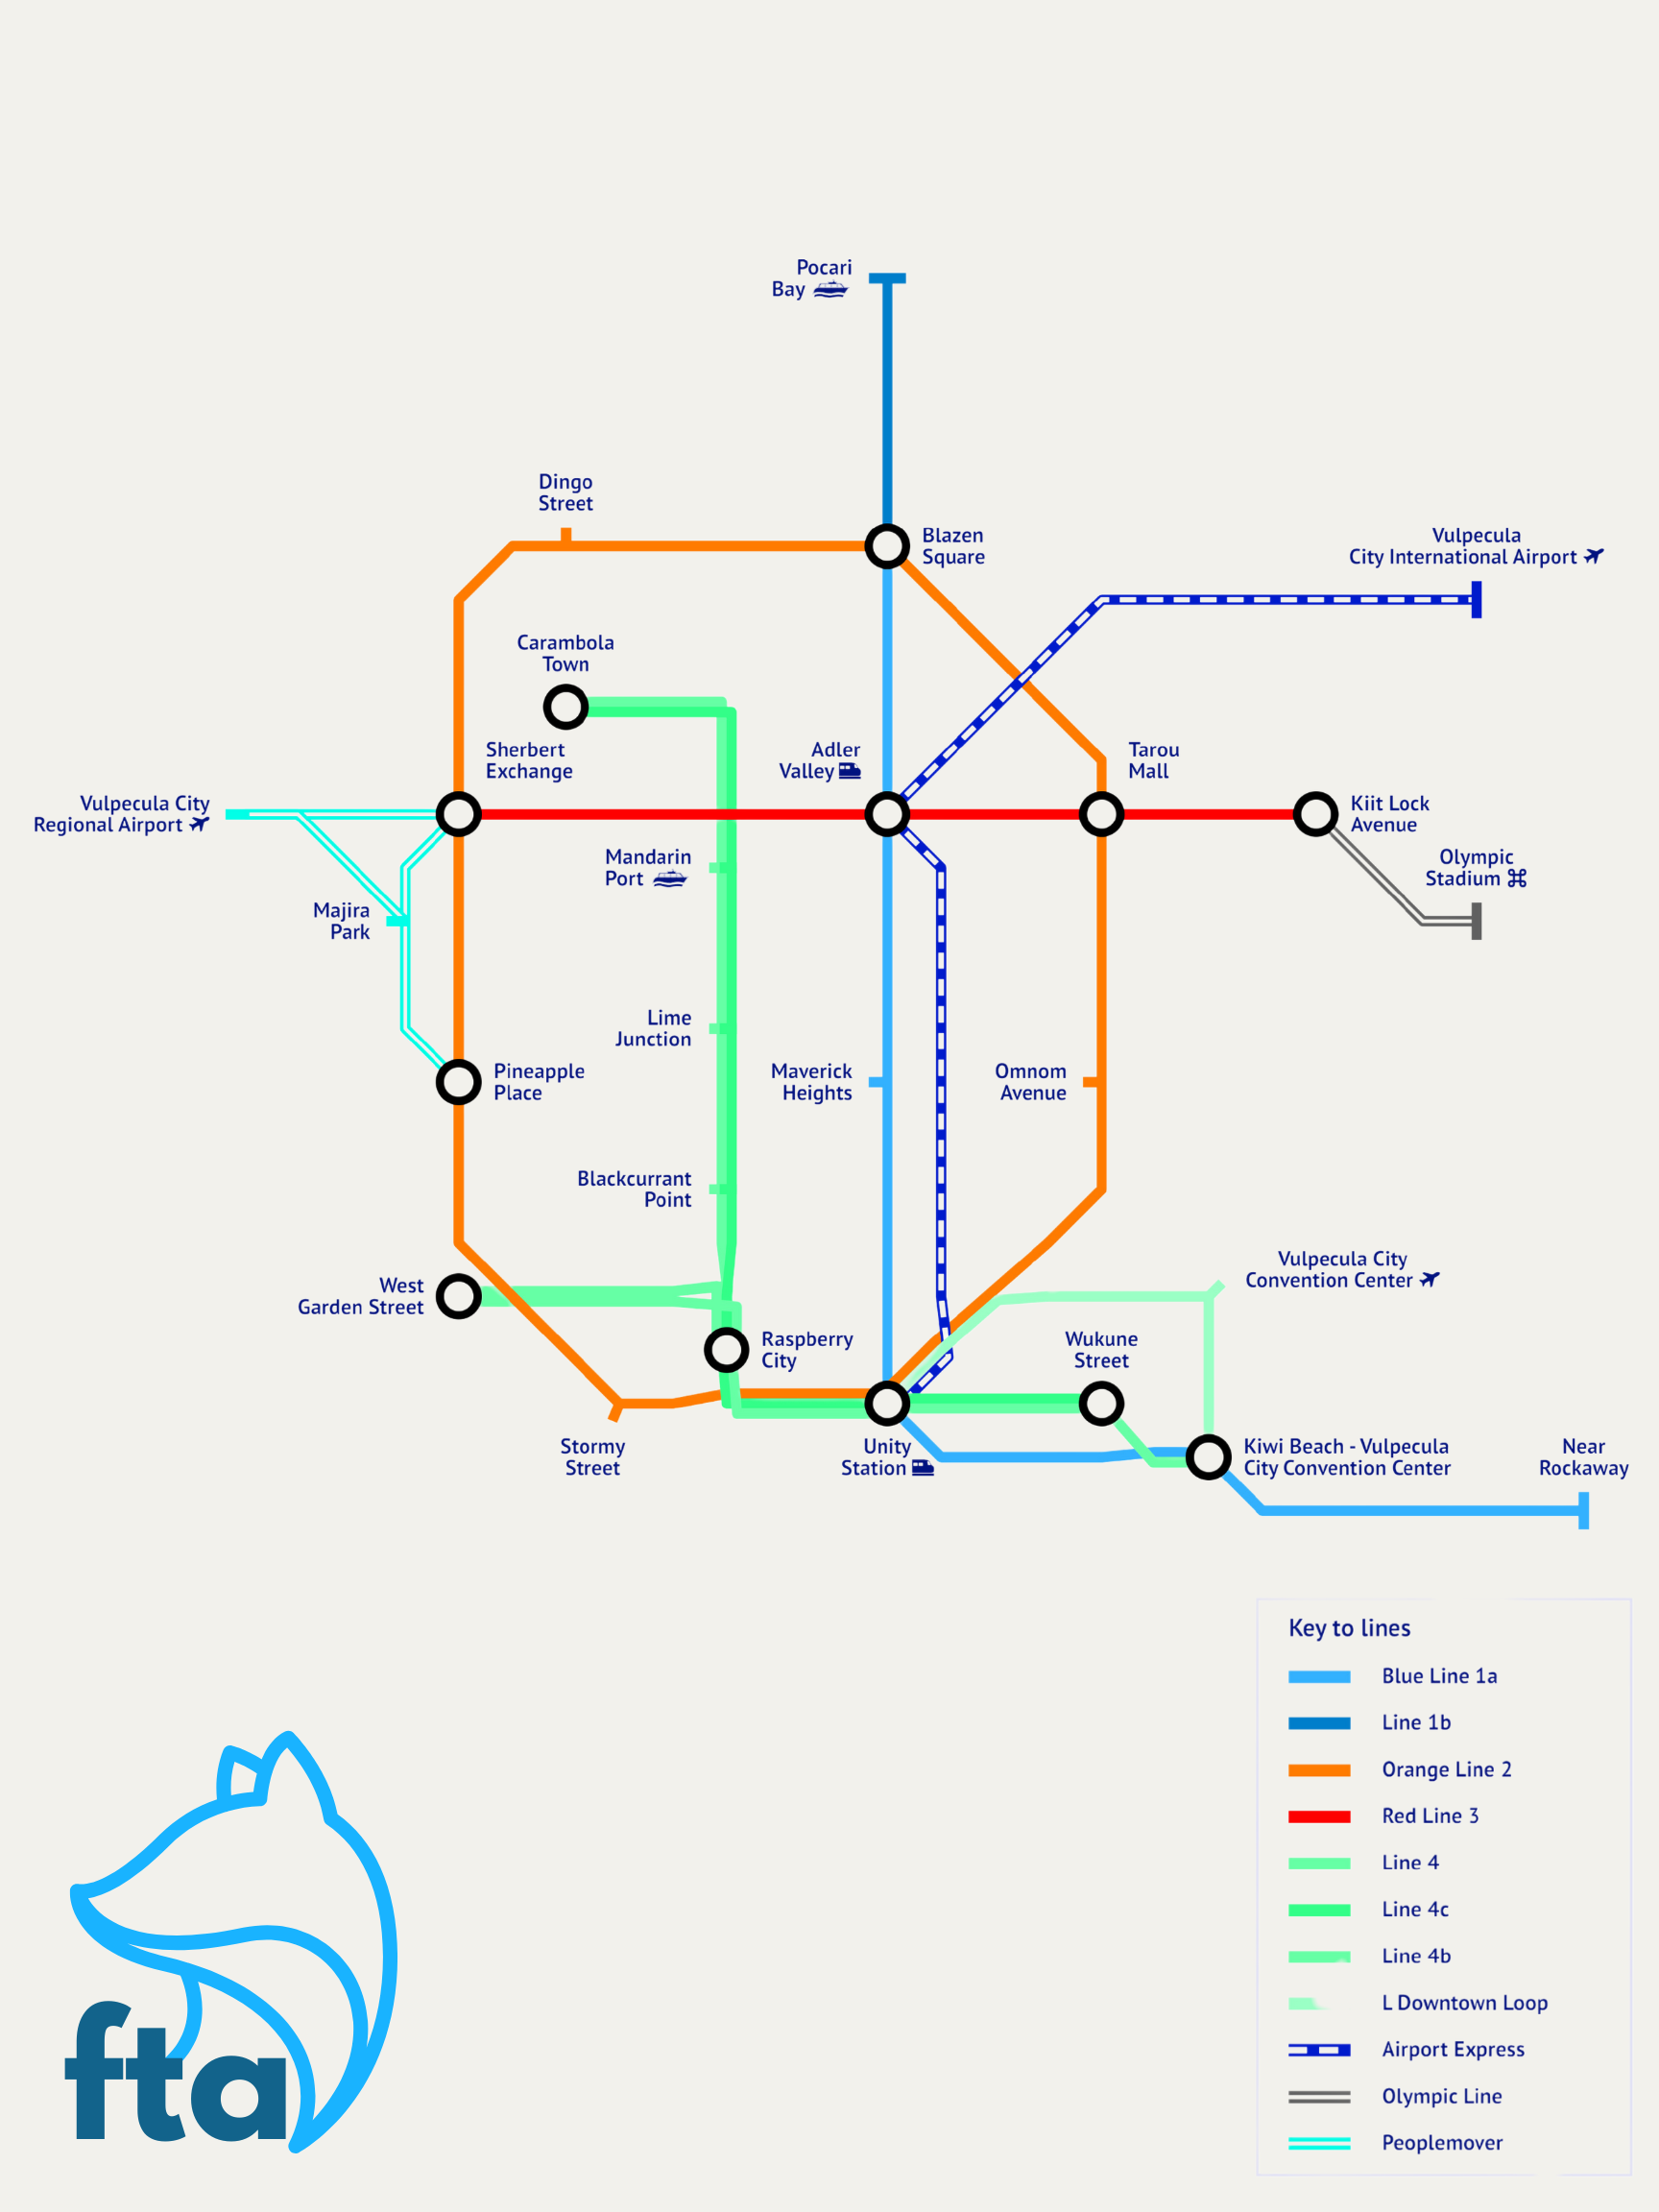 Pocari
Bay
Dingo
Street
Blazen
Square
Vulpecula
City International Airport
Carambola
Town
Sherbert
Exchange
Adler
Valley
Tarou
Mall
Vulpecula City
Regional Airport
Kiit Lock
Avenue
Mandarin
Port
Olympic
Stadium
Majira
Park
Lime
Junction
Pineapple
Place
Maverick
Heights
Omnom
Avenue
Blackcurrant
Point
Vulpecula City
Convention Center
West
Garden Street
Raspberry
City
Wukune
Street
Stormy
Street
Unity
Station
Kiwi Beach - Vulpecula
City Convention Center
Near
Rockaway
Key to lines
Blue Line 1a
Line 1b
Orange Line 2
Red Line 3
Line 4
Line 4c
Line 4b
L Downtown Loop
Airport Express
Olympic Line
Peoplemover
fta